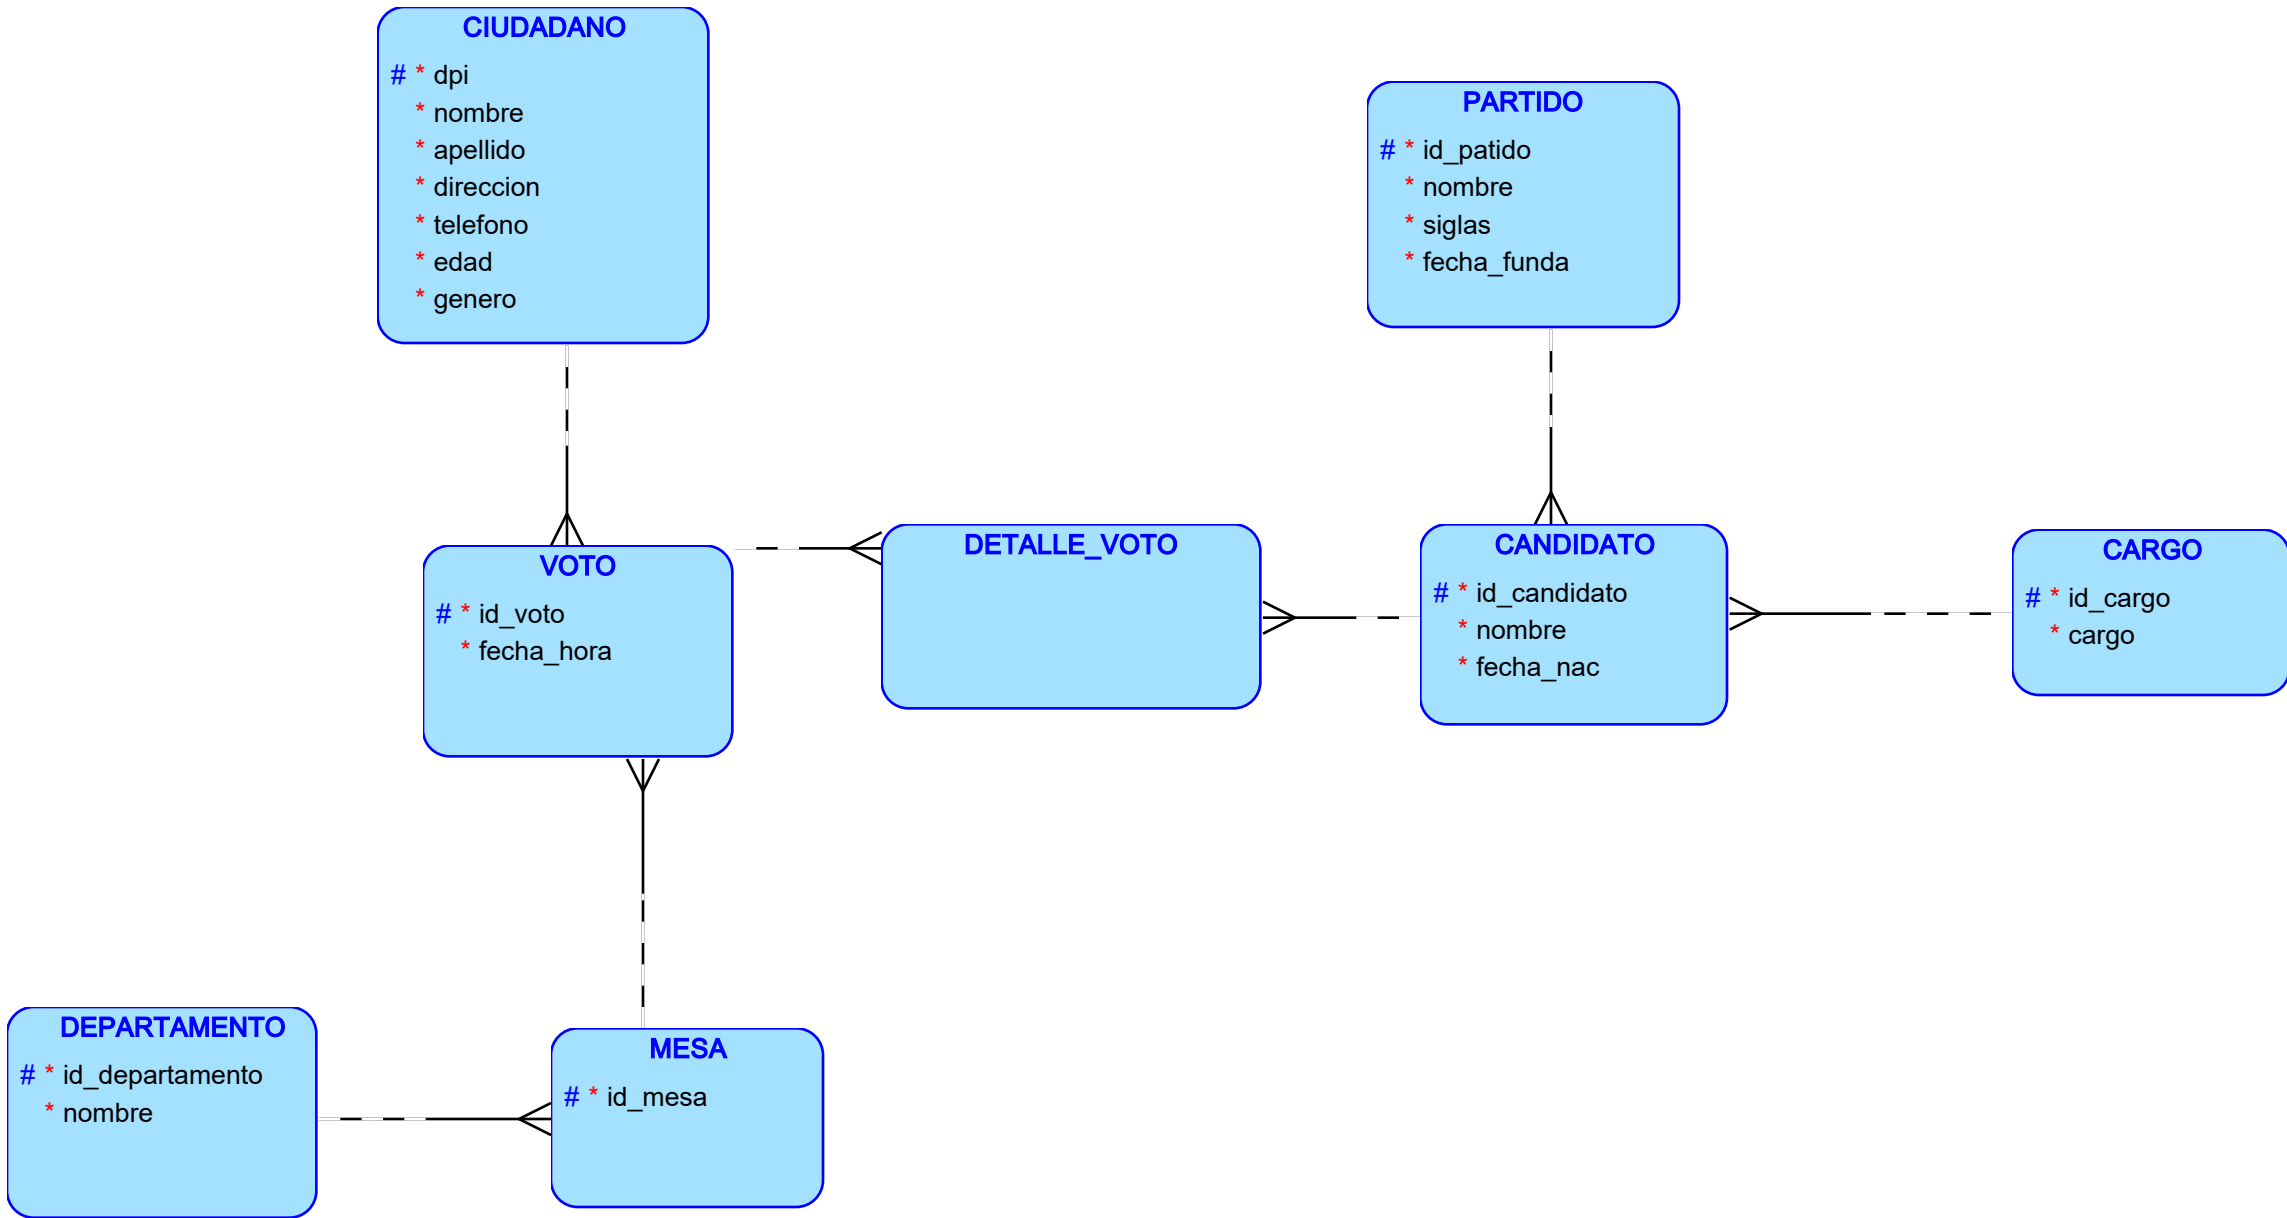 CIUDADANO
# * dpi
* nombre
* apellido
* direccion
* telefono
* edad
* genero
PARTIDO
# * id_patido
* nombre
* siglas
* fecha_funda
VOTO
# * id_voto
* fecha_hora
DETALLE_VOTO
CANDIDATO
# * id_candidato
* nombre
* fecha_nac
CARGO
# * id_cargo
* cargo
DEPARTAMENTO
# * id_departamento
* nombre
MESA
# * id_mesa